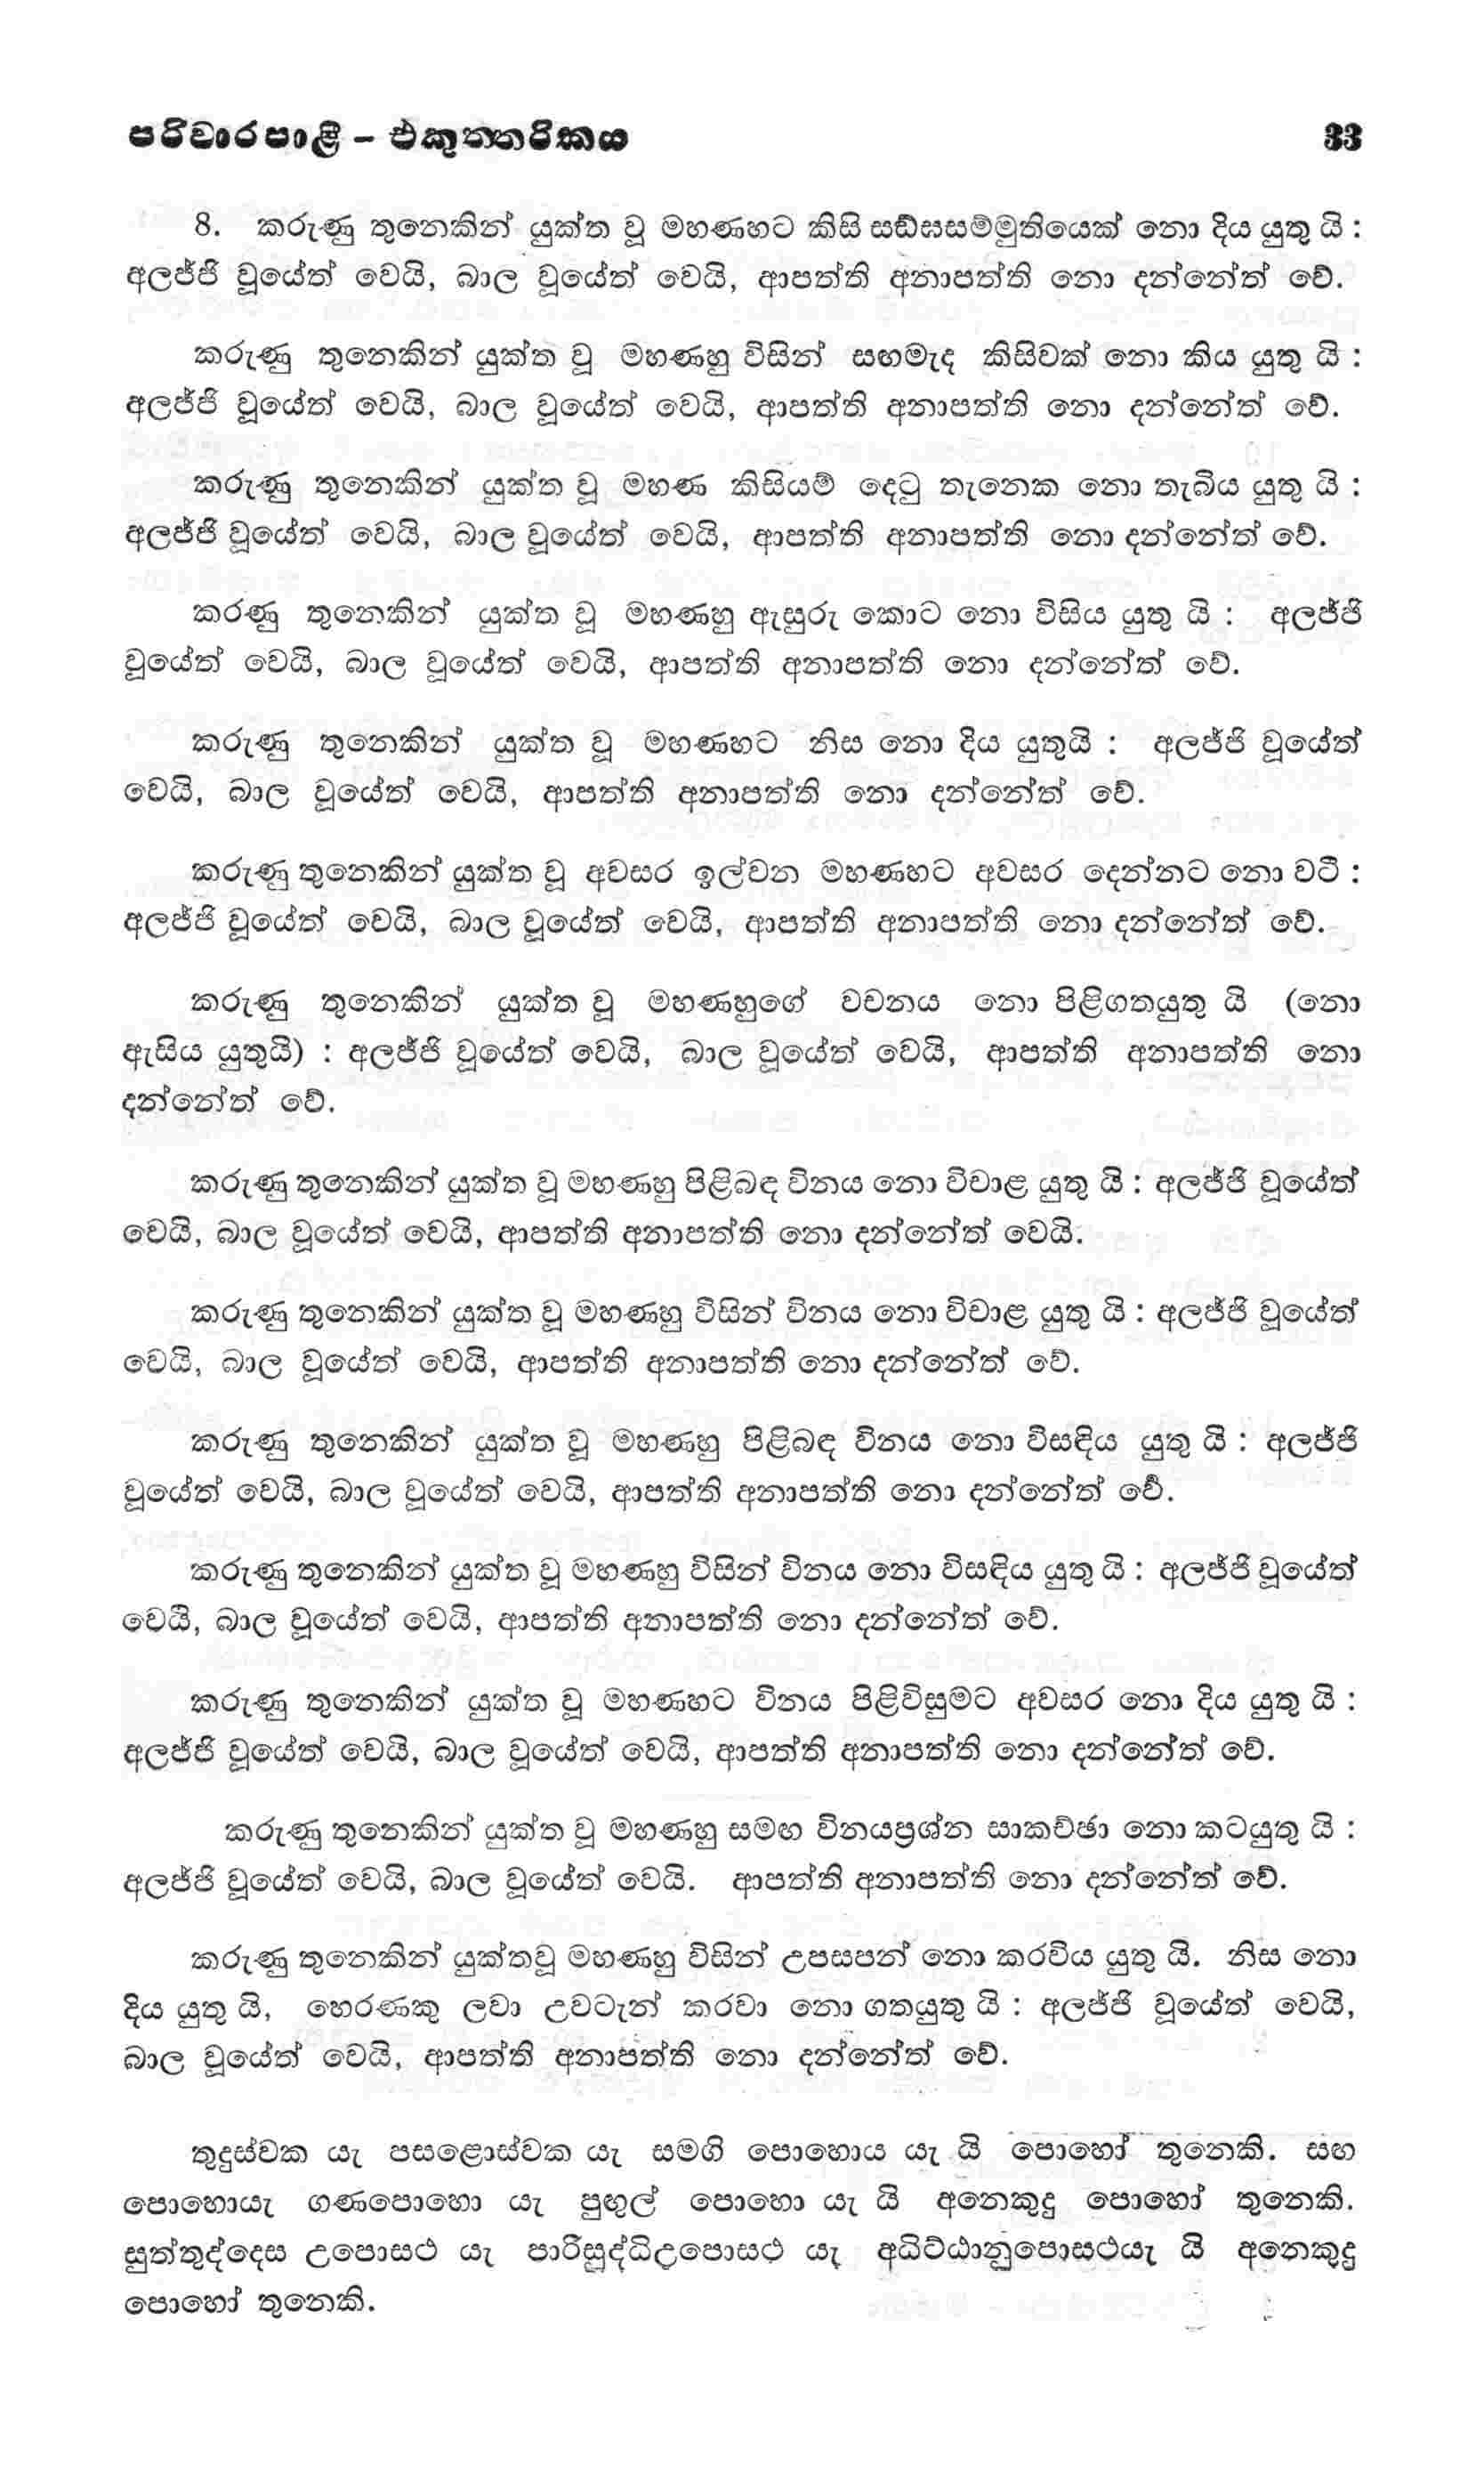 පරිවාරපාළි – එකුත්තරිකය 33
8. කරුණු තුනෙකින් යුක්ත වූ මහණහට කිසි සඞ්ඝසම්මුතියෙක් නො දිය යුතු යි :
අලජ්ජි වූයේත් වෙයි, බාල වූයේත් වෙයි, ආපත්ති අනාපත්ති නො දන්නේත් වේ.
කරුණු තුනෙකින් යුක්ත වූ මහණහු විසින් සඟමැද කිසිවක් නො කිය යුතු යි :
අලජ්ජි වූයේත් වෙයි, බාල වූයේත් වෙයි, ආපත්ති අනාපත්ති නො දන්නේත් වේ.
කරුණු තුනෙකින් යුක්ත වූ මහණ කිසියම් දෙටු තැනෙක නො තැබිය යුතු යි :
අලජ්ජි වූයේත් වෙයි, බාල වූයේත් වෙයි, ආපත්ති අනාපත්ති නො දන්නේත් වේ.
කරණු තුනෙකින් යුක්ත වූ මහණහු ඇසුරු කොට නො විසිය යුතු යි : අලජ්ජි
වූයේත් වෙයි, බාල වූයේත් වෙයි, ආපත්ති අනාපත්ති නො දන්නේත් වේ.
කරුණු තුනෙකින් යුක්ත වූ මහණහට නිස නො දිය යුතුයි : අලජ්ජි වූයේත්
වෙයි, බාල වූයේත් වෙයි, ආපත්ති අනාපත්ති නො දන්නේත් වේ.
කරුණු තුනෙකින් යුක්ත වූ අවසර ඉල්වන මහණහට අවසර දෙන්නට නො වටී :
අලජ්ජි වූයේත් වෙයි, බාල වූයේත් වෙයි, ආපත්ති අනාපත්ති නො දන්නේත් වේ.
කරුණු තුනෙකින් යුක්ත වූ මහණහුගේ වචනය නො පිළිගතයුතු යි (නො
ඇසිය යුතුයි) : අලජ්ජි වූයේත් වෙයි, බාල වූයේත් වෙයි, ආපත්ති අනාපත්ති නො
දන්නේත් වේ.
කරුණු තුනෙකින් යුක්ත වූ මහණහු පිළිබඳ විනය නො විචාළ යුතු යි : අලජ්ජි වූයේත්
වෙයි, බාල වූයේත් වෙයි, ආපත්ති අනාපත්ති නො දන්නේත් වෙයි.
කරුණු තුනෙකින් යුක්ත වූ මහණහු විසින් විනය නො විචාළ යුතු යි : අලජ්ජි වූයේත්
වෙයි, බාල වූයේත් වෙයි, ආපත්ති අනාපත්ති නො දන්නේත් වේ.
කරුණු තුනෙකින් යුක්ත වූ මහණහු පිළිබඳ විනය නො විසඳිය යුතු යි : අලජ්ජි
වූයේත් වෙයි, බාල වූයේත් වෙයි, ආපත්ති අනාපත්ති නො දන්නේත් වේ.
කරුණු තුනෙකින් යුක්ත වූ මහණහු විසින් විනය නො විසඳිය යුතු යි : අලජ්ජි වූයේත්
වෙයි, බාල වූයේත් වෙයි, ආපත්ති අනාපත්ති නො දන්නේත් වේ.
කරුණු තුනෙකින් යුක්ත වූ මහණහට විනය පිළිවිසුමට අවසර නො දිය යුතු යි :
අලජ්ජි වූයේත් වෙයි, බාල වූයේත් වෙයි, ආපත්ති අනාපත්ති නො දන්නේත් වේ.
කරුණු තුනෙකින් යුක්ත වූ මහණහු සමඟ විනයප්‍රශ්න සාකච්ඡා නො කටයුතු යි :
අලජ්ජි වූයේත් වෙයි, බාල වූයේත් වෙයි. ආපත්ති අනාපත්ති නො දන්නේත් වේ.
කරුණු තුනෙකින් යුක්තවූ මහණහු විසින් උපසපන් නො කරවිය යුතු යි. නිස නො
දිය යුතු යි, හෙරණකු ලවා උවටැන් කරවා නො ගතයුතු යි : අලජ්ජි වූයේත් වෙයි,
බාල වූයේත් වෙයි, ආපත්ති අනාපත්ති නො දන්නේත් වේ.
තුදුස්වක යැ පසළොස්වක යැ සමගි පොහොය යැ යි පොහෝ තුනෙකි. සඟ
පොහොයැ ගණපොහො යැ පුඟුල් පොහො යැ යි අනෙකුදු පොහෝ තුනෙකි.
සුත්තුද්දෙස උපොසථ යැ පාරිසුද්ධිඋපොසථ යැ අධිට්ඨානුපොසථයැ යි අනෙකුදු
පොහෝ තුනෙකි.